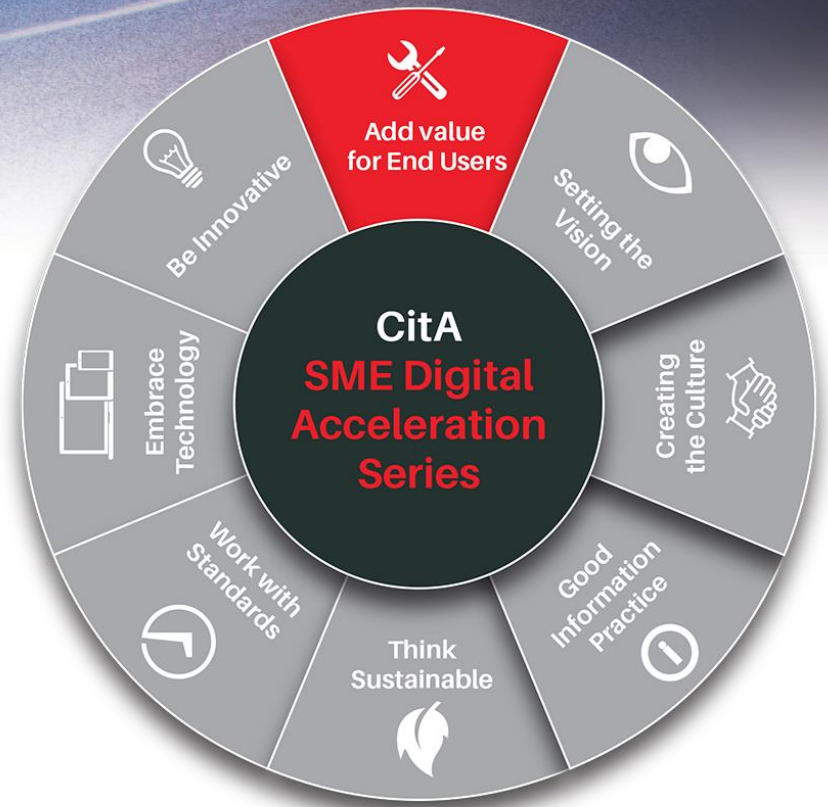 Add value
for End Users
Setting the
Vision
Creating
the Culture
Good
Information
Practice
Think
Sustainable
Work with
Standards
Embrace
Technology
Be Innovative
CitA
SME Digital
Acceleration
Series